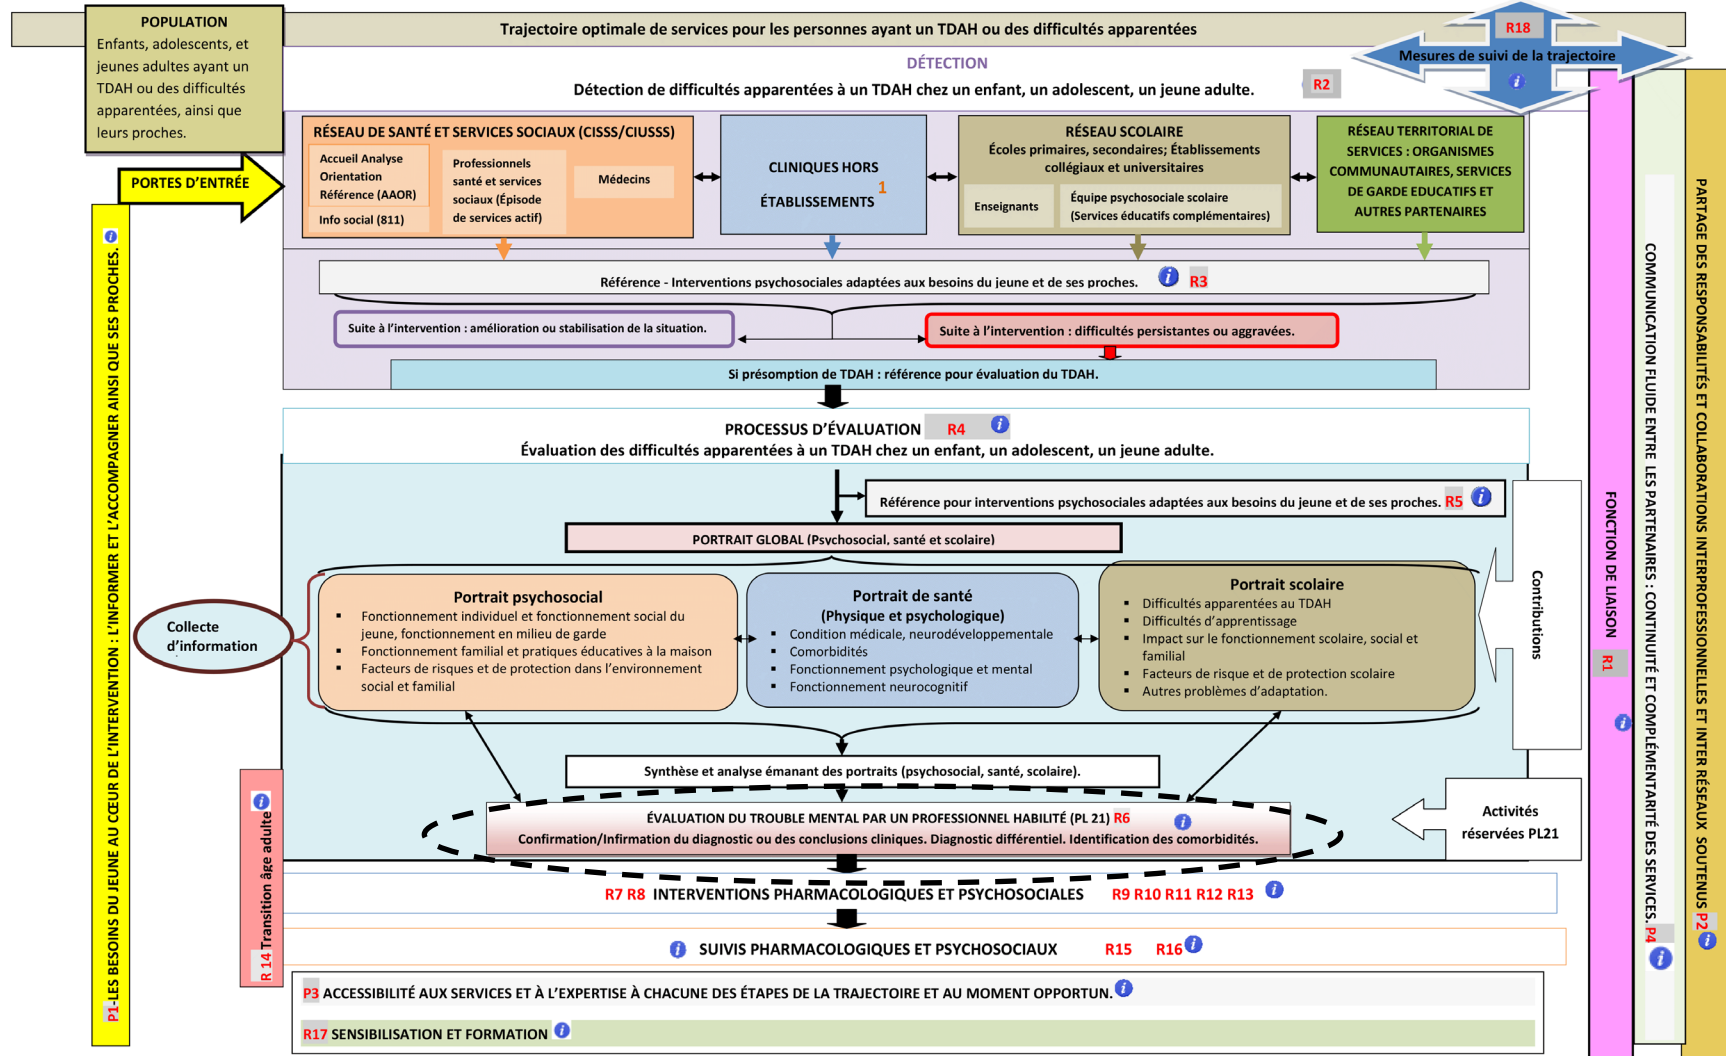 POPULATION
Enfants, adolescents, et
jeunes adultes ayant un
TDAH ou des difficultés
apparentées, ainsi que
leurs proches.
Trajectoire optimale de services pour les personnes ayant un TDAH ou des difficultés apparentées
R18
Mesures de suivi de la trajectoire
DÉTECTION
Détection de difficultés apparentées à un TDAH chez un enfant, un adolescent, un jeune adulte.
R2
PORTES D’ENTRÉE
RÉSEAU DE SANTÉ ET SERVICES SOCIAUX (CISSS/CIUSSS)
Accueil Analyse
Orientation
Référence (AAOR)
Info social (811)
Professionnels
santé et services
sociaux (Épisode
de services actif)
Médecins
CLINIQUES HORS
ÉTABLISSEMENTS 1
RÉSEAU SCOLAIRE
Écoles primaires, secondaires; Établissements
collégiaux et universitaires
Enseignants
Équipe psychosociale scolaire
(Services éducatifs complémentaires)
RÉSEAU TERRITORIAL DE
SERVICES : ORGANISMES
COMMUNAUTAIRES, SERVICES
DE GARDE EDUCATIFS ET
AUTRES PARTENAIRES
Référence - Interventions psychosociales adaptées aux besoins du jeune et de ses proches. R3
Suite à l’intervention : amélioration ou stabilisation de la situation.
Suite à l’intervention : difficultés persistantes ou aggravées.
Si présomption de TDAH : référence pour évaluation du TDAH.
PROCESSUS D’ÉVALUATION R4
Évaluation des difficultés apparentées à un TDAH chez un enfant, un adolescent, un jeune adulte.
Référence pour interventions psychosociales adaptées aux besoins du jeune et de ses proches. R5
PORTRAIT GLOBAL (Psychosocial, santé et scolaire)
Collecte
d’information
Portrait psychosocial
▪ Fonctionnement individuel et fonctionnement social du
jeune, fonctionnement en milieu de garde
▪ Fonctionnement familial et pratiques éducatives à la maison
▪ Facteurs de risques et de protection dans l’environnement
social et familial
Portrait de santé
(Physique et psychologique)
▪ Condition médicale, neurodéveloppementale
▪ Comorbidités
▪ Fonctionnement psychologique et mental
▪ Fonctionnement neurocognitif
Portrait scolaire
▪ Difficultés apparentées au TDAH
▪ Difficultés d’apprentissage
▪ Impact sur le fonctionnement scolaire, social et
familial
▪ Facteurs de risque et de protection scolaire
▪ Autres problèmes d’adaptation.
Contributions
Synthèse et analyse émanant des portraits (psychosocial, santé, scolaire).
ÉVALUATION DU TROUBLE MENTAL PAR UN PROFESSIONNEL HABILITÉ (PL 21) R6
Confirmation/Infirmation du diagnostic ou des conclusions cliniques. Diagnostic différentiel. Identification des comorbidités.
Activités
réservées PL21
R7 R8 INTERVENTIONS PHARMACOLOGIQUES ET PSYCHOSOCIALES R9 R10 R11 R12 R13
SUIVIS PHARMACOLOGIQUES ET PSYCHOSOCIAUX R15 R16
P3 ACCESSIBILITÉ AUX SERVICES ET À L’EXPERTISE À CHACUNE DES ÉTAPES DE LA TRAJECTOIRE ET AU MOMENT OPPORTUN.
R17 SENSIBILISATION ET FORMATION
P1-LES BESOINS DU JEUNE AU CŒUR DE L’INTERVENTION : L’INFORMER ET L’ACCOMPAGNER AINSI QUE SES PROCHES.
R 14 Transition âge adulte
FONCTION DE LIAISON R1
COMMUNICATION FLUIDE ENTRE LES PARTENAIRES : CONTINUITÉ ET COMPLÉMENTARITÉ DES SERVICES. P4
PARTAGE DES RESPONSABILITÉS ET COLLABORATIONS INTERPROFESSIONNELLES ET INTER RÉSEAUX SOUTENUS P2